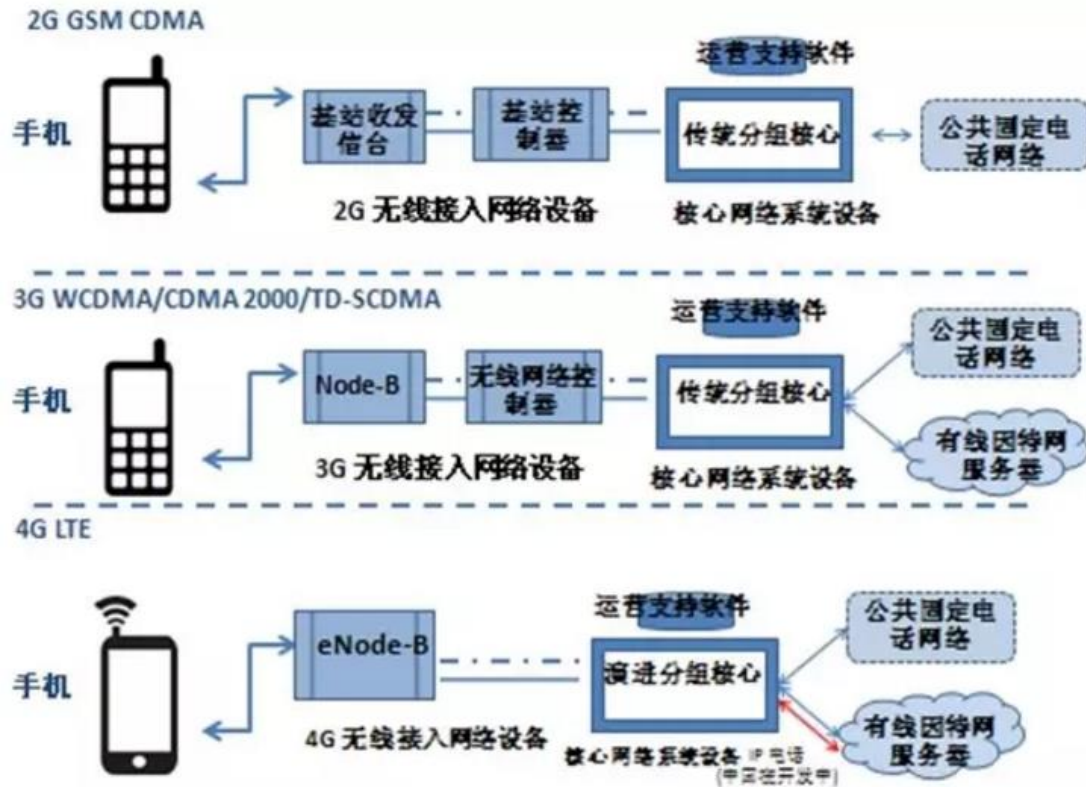 2G GSM CDMA
运营支持软件
手机
基站收发
信台
基站控
制器
传统分组核心
公共固定电
话网络
2G 无线接入网络设备
核心网络系统设备
3G WCDMA/CDMA 2000/TD-SCDMA
运营支持软件
手机
Node-B
无线网络控
制器
传统分组核心
公共固定电
话网络
有线因特网
服务器
3G 无线接入网络设备
核心网络系统设备
4G LTE
运营支持软件
手机
eNode-B
演进分组核心
公共固定电
话网络
有线因特网
服务器
4G 无线接入网络设备
核心网络系统设备
IP 电话
(中国在开发中)